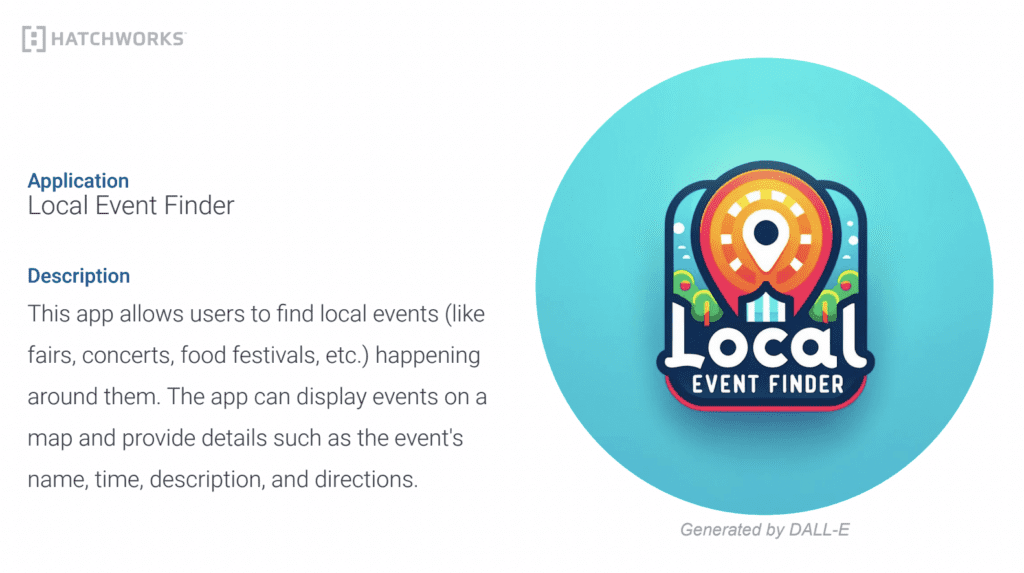 HATCHWORKS
Application
Local Event Finder
Description
This app allows users to find local events (like
fairs, concerts, food festivals, etc.) happening
around them. The app can display events on a
map and provide details such as the event's
name, time, description, and directions.
Local
EVENT FINDER
Generated by DALL-E